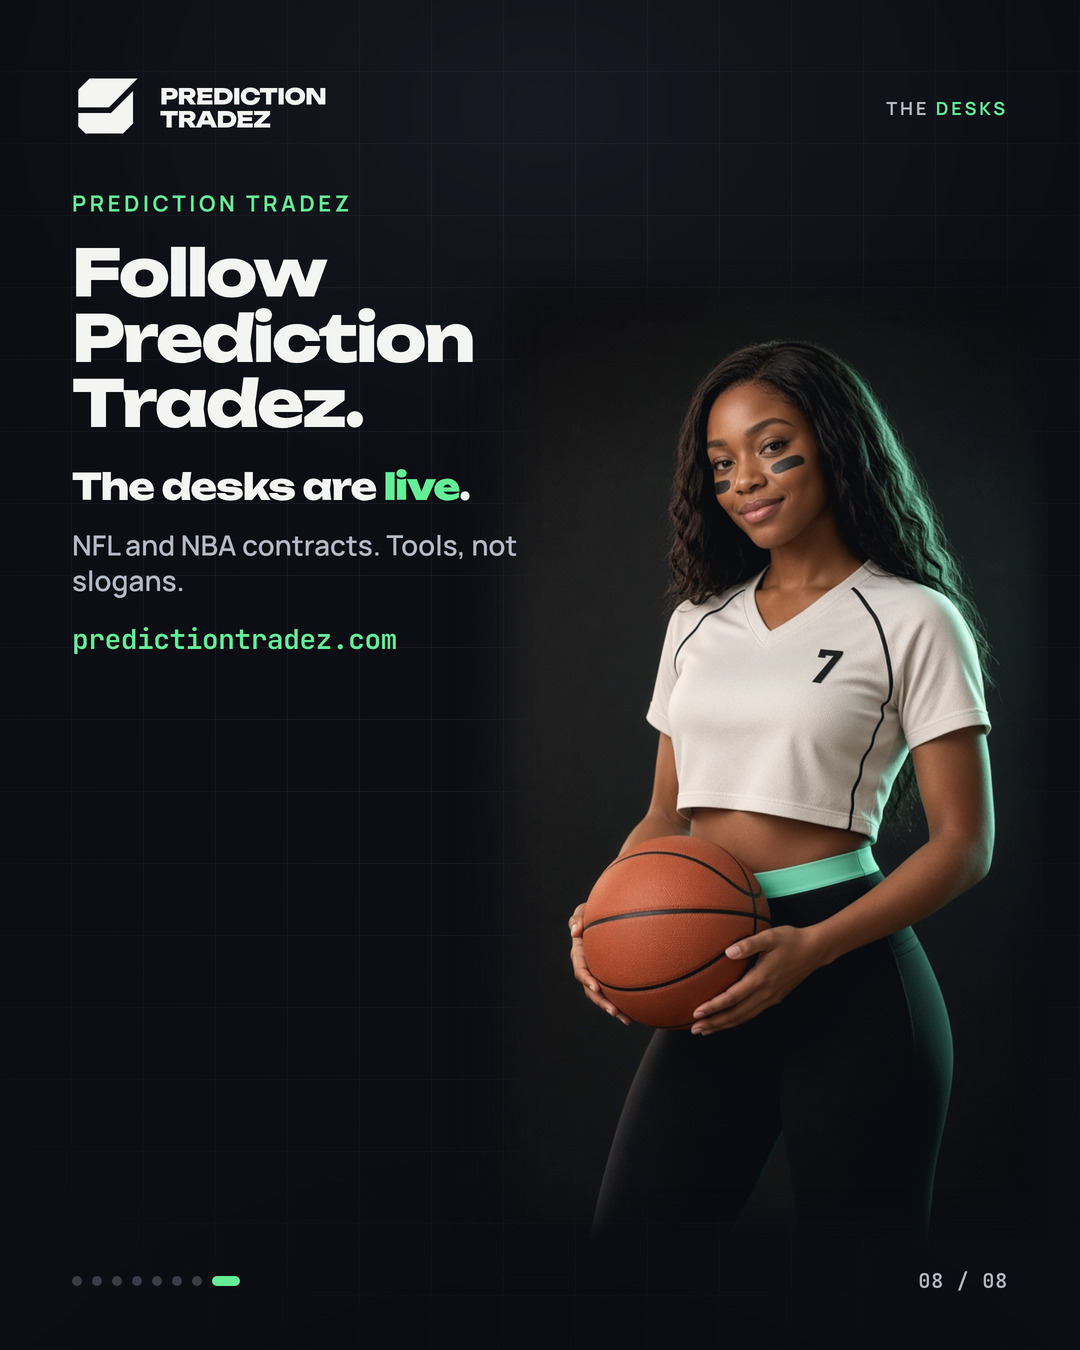 PREDICTION
TRADEZ
THE DESKS
PREDICTION TRADEZ
Follow
Prediction
Tradez.
The desks are live.
NFL and NBA contracts. Tools, not
slogans.
predictiontradez.com
7
08 / 08